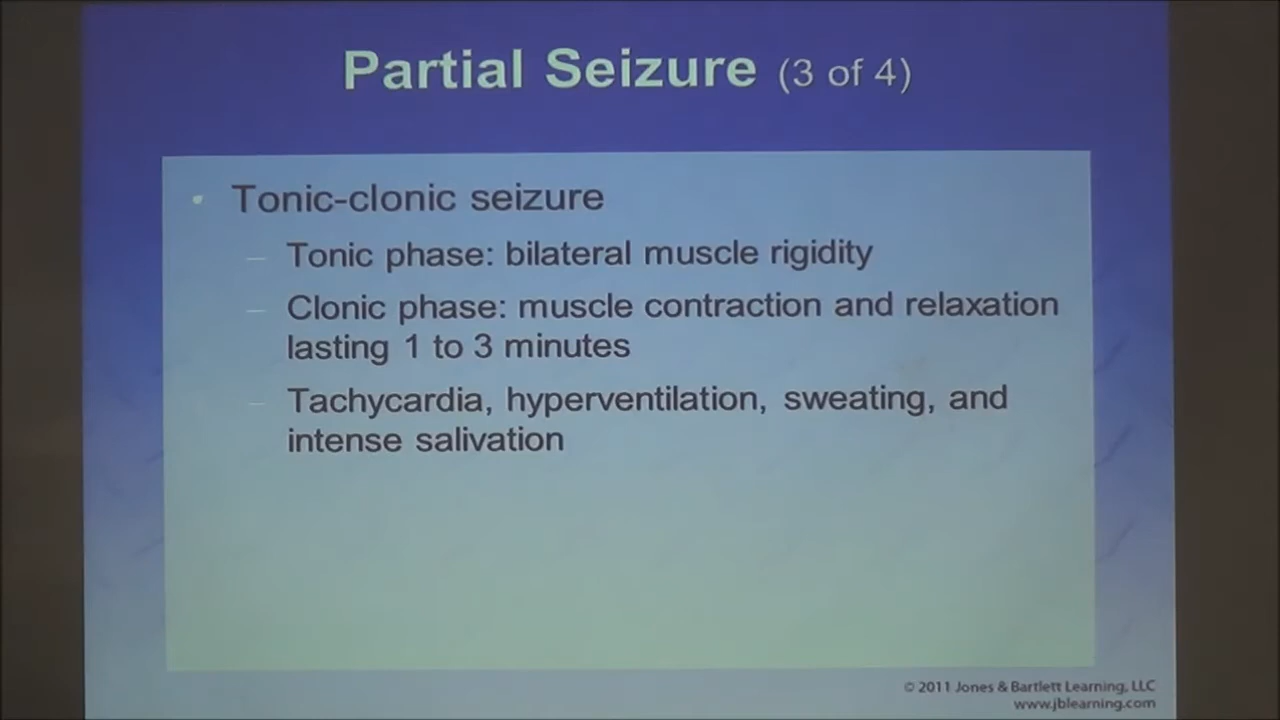 Partial Seizure (3 of 4)
• Tonic-clonic seizure
– Tonic phase: bilateral muscle rigidity
– Clonic phase: muscle contraction and relaxation
lasting 1 to 3 minutes
– Tachycardia, hyperventilation, sweating, and
intense salivation
© 2011 Jones & Bartlett Learning, LLC
www.jblearning.com